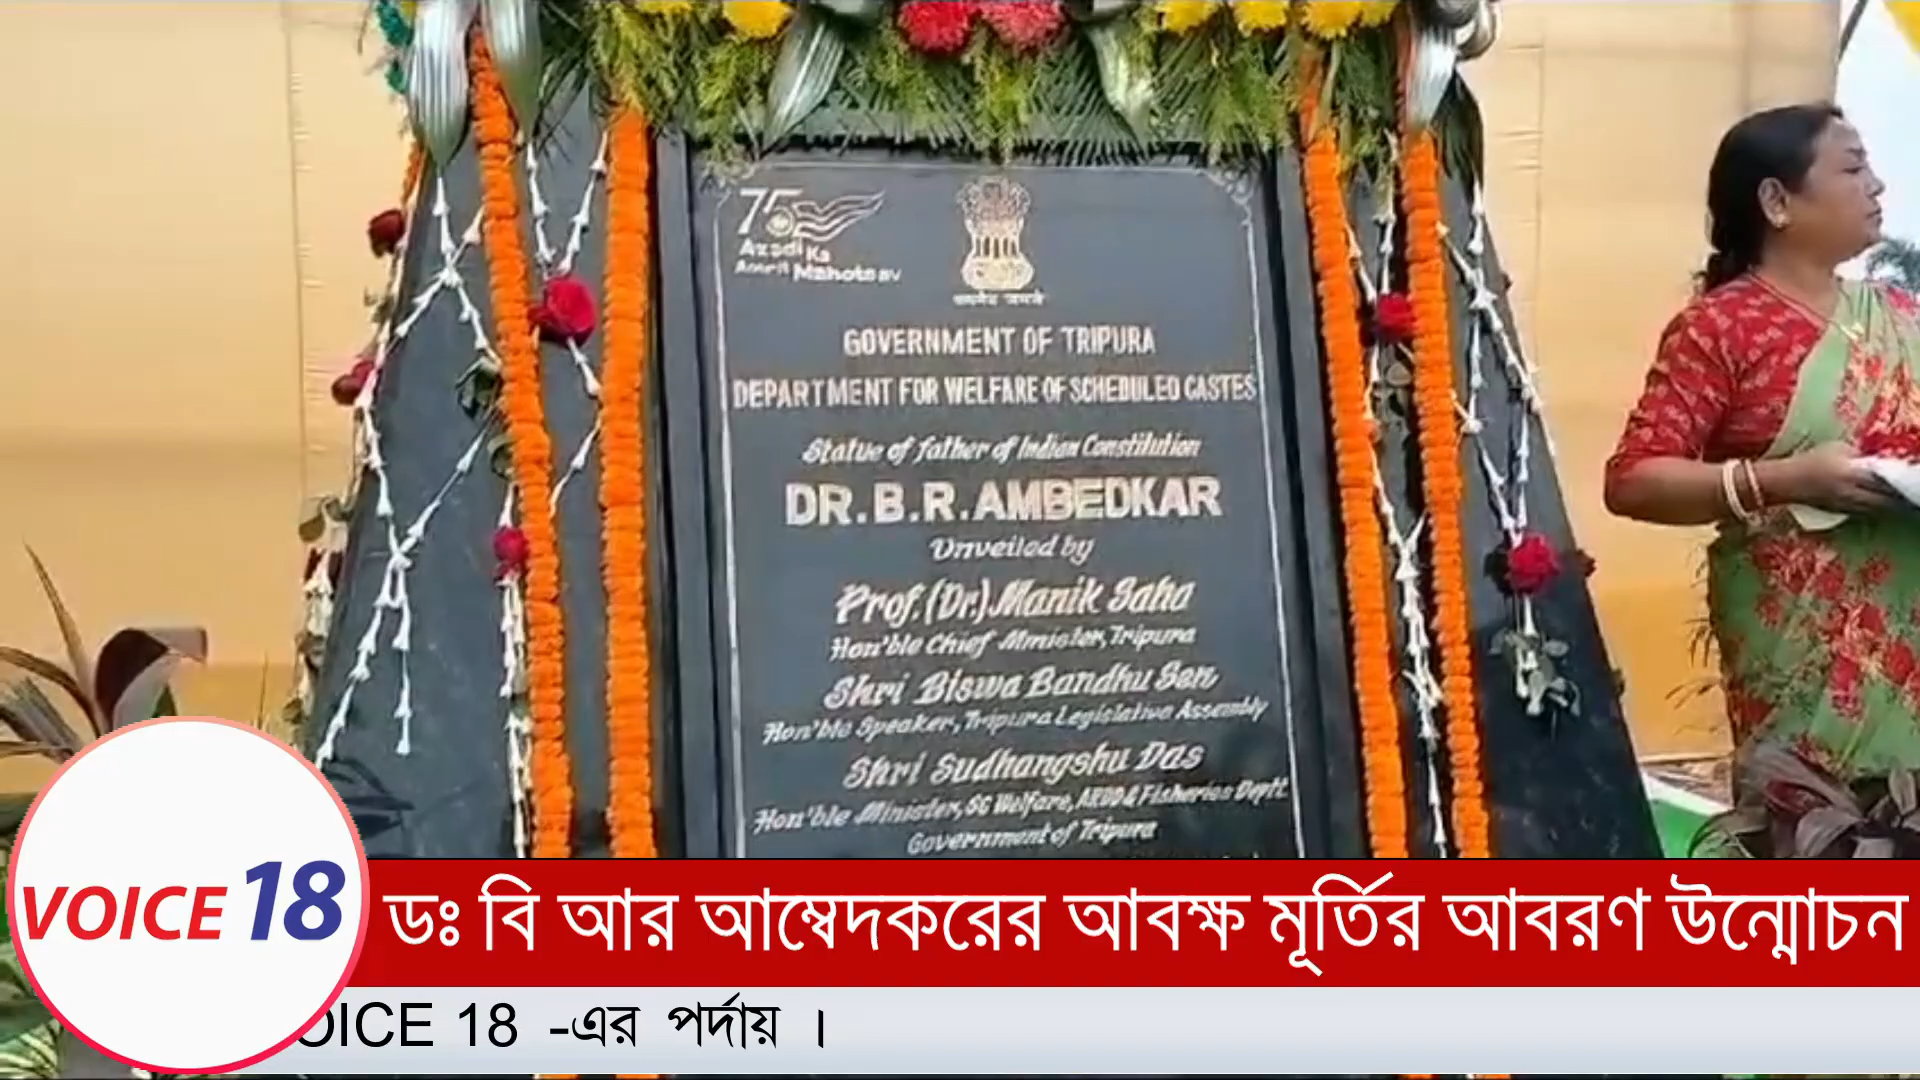 75
Azadi Ka
Amrit Mahotsav
सत्यमेव जयते
GOVERNMENT OF TRIPURA
DEPARTMENT FOR WELFARE OF SCHEDULED CASTES
Statue of father of Indian Constitution
DR. B. R. AMBEDKAR
Unveiled by
Prof. (Dr.) Manik Saha
Hon'ble Chief Minister, Tripura
Shri Biswa Bandhu Sen
Hon'ble Speaker, Tripura Legislative Assembly
Shri Sudhangshu Das
Hon'ble Minister, SC Welfare, ARDD & Fisheries Deptt
Government of Tripura
VOICE 18
ডঃ বি আর আম্বেদকরের আবক্ষ মূর্তির আবরণ উন্মোচন
OICE 18 -এর পর্দায় ।